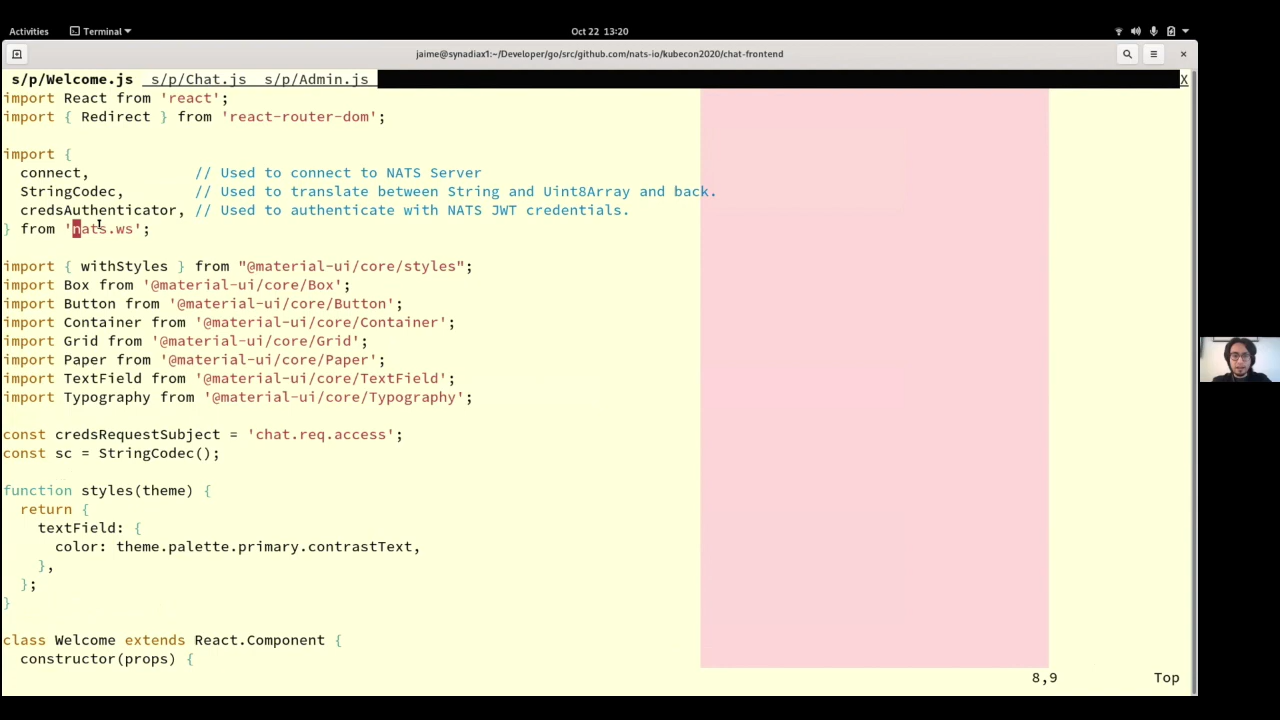 Activities Terminal Oct 22 13:20
jaime@synadiax1:~/Developer/go/src/github.com/nats-io/kubecon2020/chat-frontend
s/p/Welcome.js s/p/Chat.js s/p/Admin.js X
import React from 'react';
import { Redirect } from 'react-router-dom';
import {
connect, // Used to connect to NATS Server
StringCodec, // Used to translate between String and Uint8Array and back.
credsAuthenticator, // Used to authenticate with NATS JWT credentials.
} from 'nats.ws';
import { withStyles } from "@material-ui/core/styles";
import Box from '@material-ui/core/Box';
import Button from '@material-ui/core/Button';
import Container from '@material-ui/core/Container';
import Grid from '@material-ui/core/Grid';
import Paper from '@material-ui/core/Paper';
import TextField from '@material-ui/core/TextField';
import Typography from '@material-ui/core/Typography';
const credsRequestSubject = 'chat.req.access';
const sc = StringCodec();
function styles(theme) {
return {
textField: {
color: theme.palette.primary.contrastText,
},
};
}
class Welcome extends React.Component {
constructor(props) {
8,9 Top